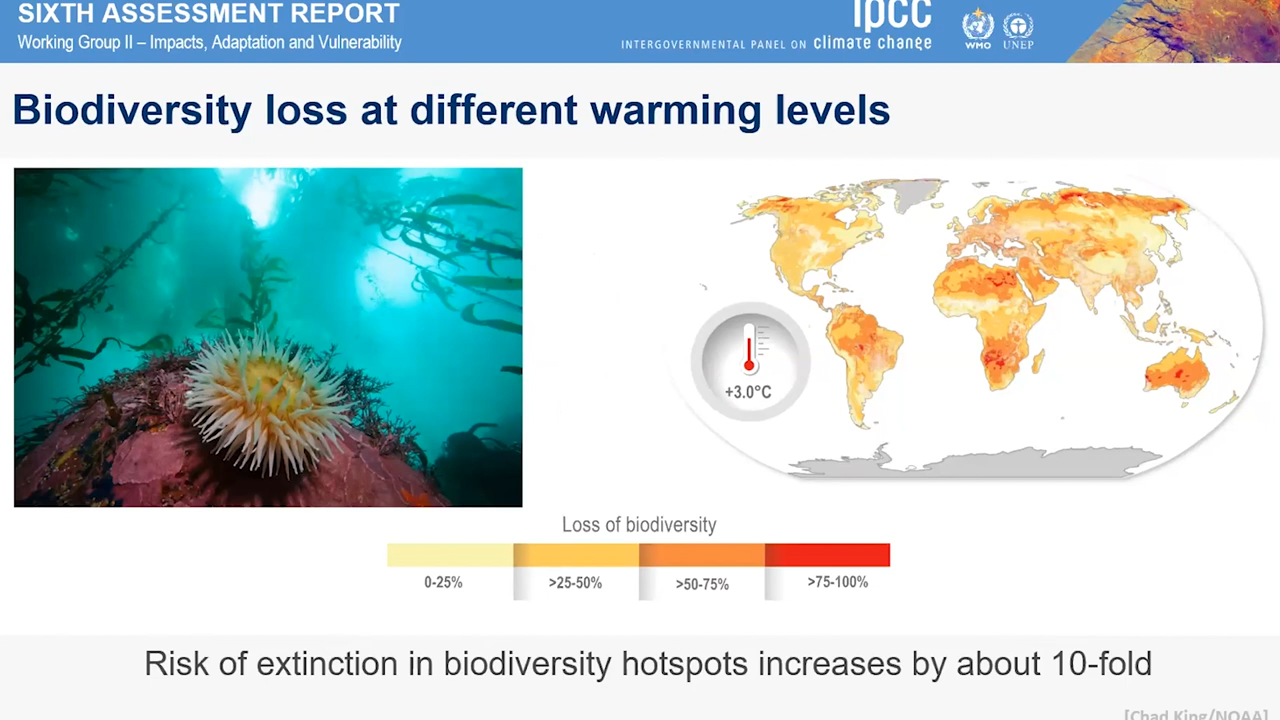 SIXTH ASSESSMENT REPORT
Working Group II – Impacts, Adaptation and Vulnerability
ipcc
INTERGOVERNMENTAL PANEL ON climate change
WMO
UNEP
Biodiversity loss at different warming levels
+3.0°C
Loss of biodiversity
0-25%
>25-50%
>50-75%
>75-100%
Risk of extinction in biodiversity hotspots increases by about 10-fold
[Chad King/NOAA]